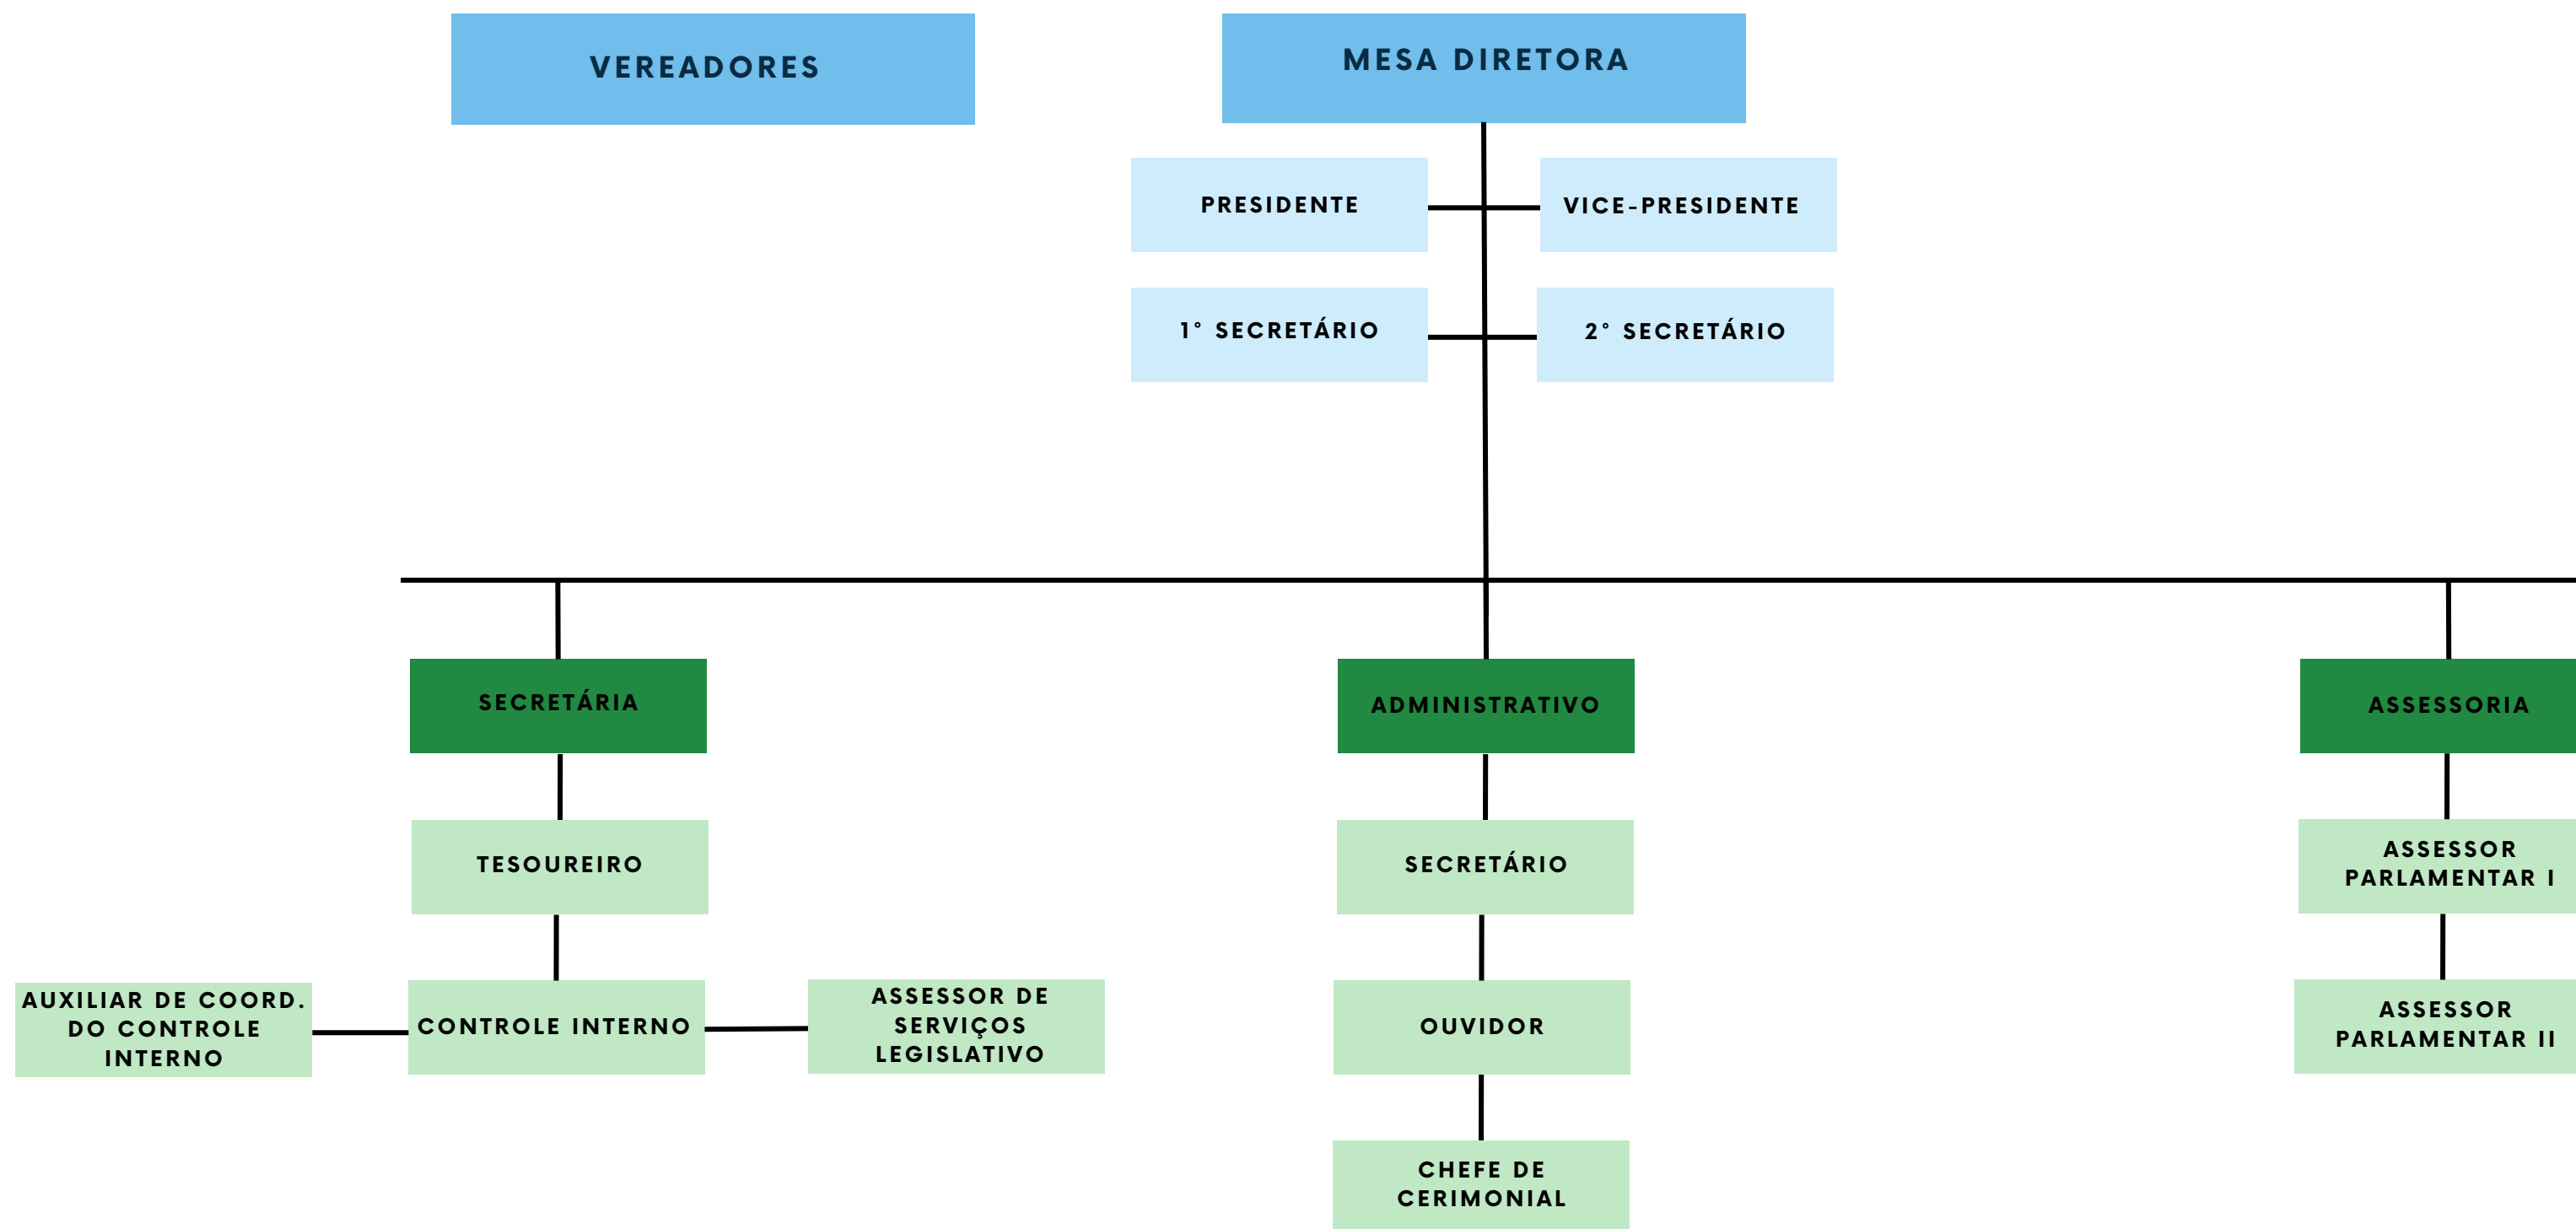 VEREADORES
MESA DIRETORA
PRESIDENTE
VICE-PRESIDENTE
1° SECRETÁRIO
2° SECRETÁRIO
SECRETÁRIA
ADMINISTRATIVO
ASSESSORIA
TESOUREIRO
SECRETÁRIO
ASSESSOR
PARLAMENTAR I
AUXILIAR DE COORD.
DO CONTROLE
INTERNO
CONTROLE INTERNO
ASSESSOR DE
SERVIÇOS
LEGISLATIVO
OUVIDOR
ASSESSOR
PARLAMENTAR II
CHEFE DE
CERIMONIAL